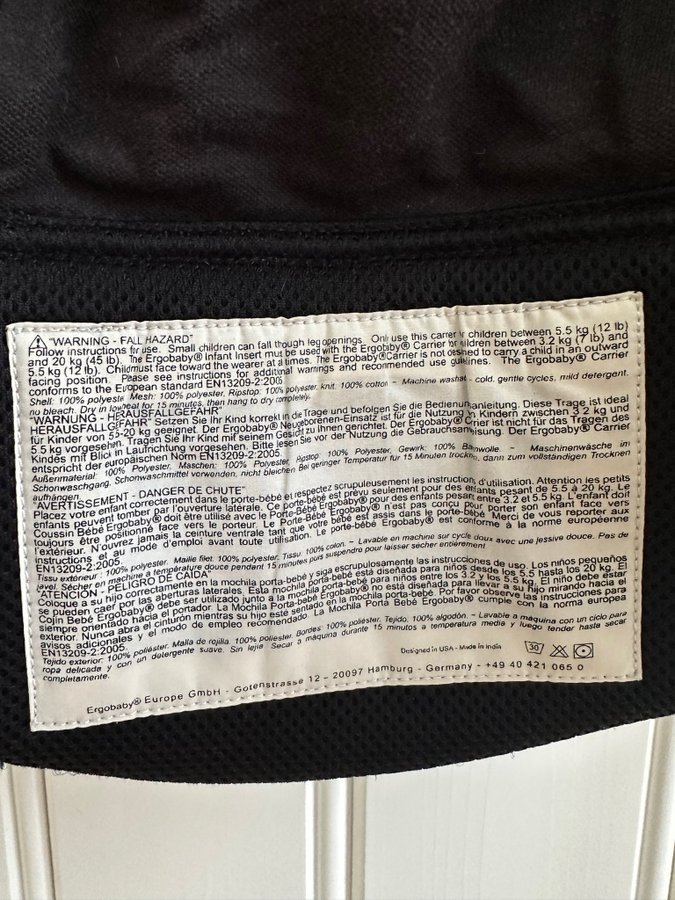 "WARNING - FALL HAZARD"
Follow instructions for use. Small children can fall though leg openings. Only use this carrier children between 5.5 kg (12 lb)
and 20 kg (45 lb). The Ergobaby® Infant Insert must be used with the Ergobaby® Carrier for children between 3.2 kg (7 lb) and
5.5 kg (12 lb). Child must face toward the wearer at all times. The Ergobaby® Carrier is not designed to carry a child in an outward
facing position. Please see instructions for additional warnings and recommended use guidelines. The Ergobaby® Carrier
conforms to the European standard EN13209-2:2005
Shell: 100% polyester, Mesh: 100% polyester, Ripstop: 100% polyester, knit: 100% cotton - Machine wash - cold, gentle cycles, mild detergent,
no bleach. Dry in low heat for 15 minutes, then hang to dry completely.
"WARNUNG - HERAUSFALLGEFAHR"
HERAUSFALLGEFAHR" Setzen Sie Ihr Kind korrekt in die Trage und befolgen Sie die Bedienungsanleitung. Diese Trage ist ideal
für Kinder von 5.5-20 kg geeignet. Der Ergobaby® Neugeborenen-Einsatz ist für die Nutzung von Kindern zwischen 3.2 kg und
5.5 kg vorgesehen. Tragen Sie Ihr Kind mit seinem Gesicht zu Ihnen gerichtet. Der Ergobaby® Carrier ist nicht für das Tragen des
Kindes mit Blick in Laufrichtung vorgesehen. Bitte lesen Sie vor der Nutzung die Gebrauchsanweisung. Der Ergobaby® Carrier
entspricht der europäischen Norm EN13209-2:2005.
Außenmaterial: 100% Polyester, Maschen: 100% Polyester, Ripstop: 100% Polyester, Gewirk: 100% Baumwolle. - Maschinenwäsche im
Schonwaschgang, Schonwaschmittel verwenden, nicht bleichen Bei geringer Temperatur für 15 Minuten trocknen, dann zum vollständigen Trocknen
aufhängen.
"AVERTISSEMENT - DANGER DE CHUTE"
Placez votre enfant correctement dans le porte-bébé et respectez scrupuleusement les instructions d'utilisation. Attention les petits
enfants peuvent tomber par l'ouverture latérale. Ce porte-bébé est prévu seulement pour des enfants pesant de 5.5 à 20 kg. Le
Coussin Bébé Ergobaby® doit être utilisé avec le Porte-Bébé Ergobaby® pour des enfants pesant entre 3.2 et 5.5 kg. L'enfant doit
toujours être positionné face vers le porteur. Le Porte-Bébé Ergobaby® n'est pas conçu pour porter son enfant face vers
l'extérieur. N'ouvrez jamais la ceinture ventrale tant que votre bébé est assis dans le porte-bébé. Merci de vous reporter aux
instructions et au mode d'emploi avant toute utilisation. Le Porte-Bébé Ergobaby® est conforme à la norme européenne
EN13209-2:2005.
Tissu extérieur : 100% polyester. Maille filet: 100% polyester. Tissu: 100% coton. - Lavable en machine sur cycle doux avec une lessive douce. Pas de
javel. Sécher en machine à température douce pendant 15 minutes puis suspendre pour laisser sécher entièrement
"ATENCIÓN - PELIGRO DE CAÍDA"
Coloque a su hijo correctamente en la mochila porta-bebé y siga escrupulosamente las instrucciones de uso. Los niños pequeños
se pueden caer por las aberturas laterales. Esta mochila porta-bebé está diseñada para niños desde los 5.5 hasta los 20 kg. El
Cojín Bebé Ergobaby® debe ser utilizado junto a la mochila porta-bebé Ergobaby® para niños entre los 3.2 y los 5.5 kg. El niño debe estar
siempre orientado hacia el portador. La Mochila Porta-Bebé Ergobaby® no está diseñada para llevar a su hijo mirando hacia el
exterior. Nunca abra el cinturón mientras su hijo esté sentado en la mochila porta-bebé. Por favor observe las instrucciones para
avisos adicionales y el modo de empleo recomendado. La Mochila Porta Bebé Ergobaby® cumple con la norma europea
EN13209-2:2005.
Tejido exterior: 100% poliéster. Malla de rojilla. 100% poliéster, Bordes: 100% poliéster, Tejido: 100% algodón. - Lavable a máquina con un ciclo para
ropa delicada y con un detergente suave. Sin lejía Secar a máquina durante 15 minutos a temperatura media y luego tender hasta secar
completamente.
Designed in USA - Made in India
30
Ergobaby® Europe GmbH - Gotenstrasse 12 - 20097 Hamburg - Germany - +49 40 421 065 0